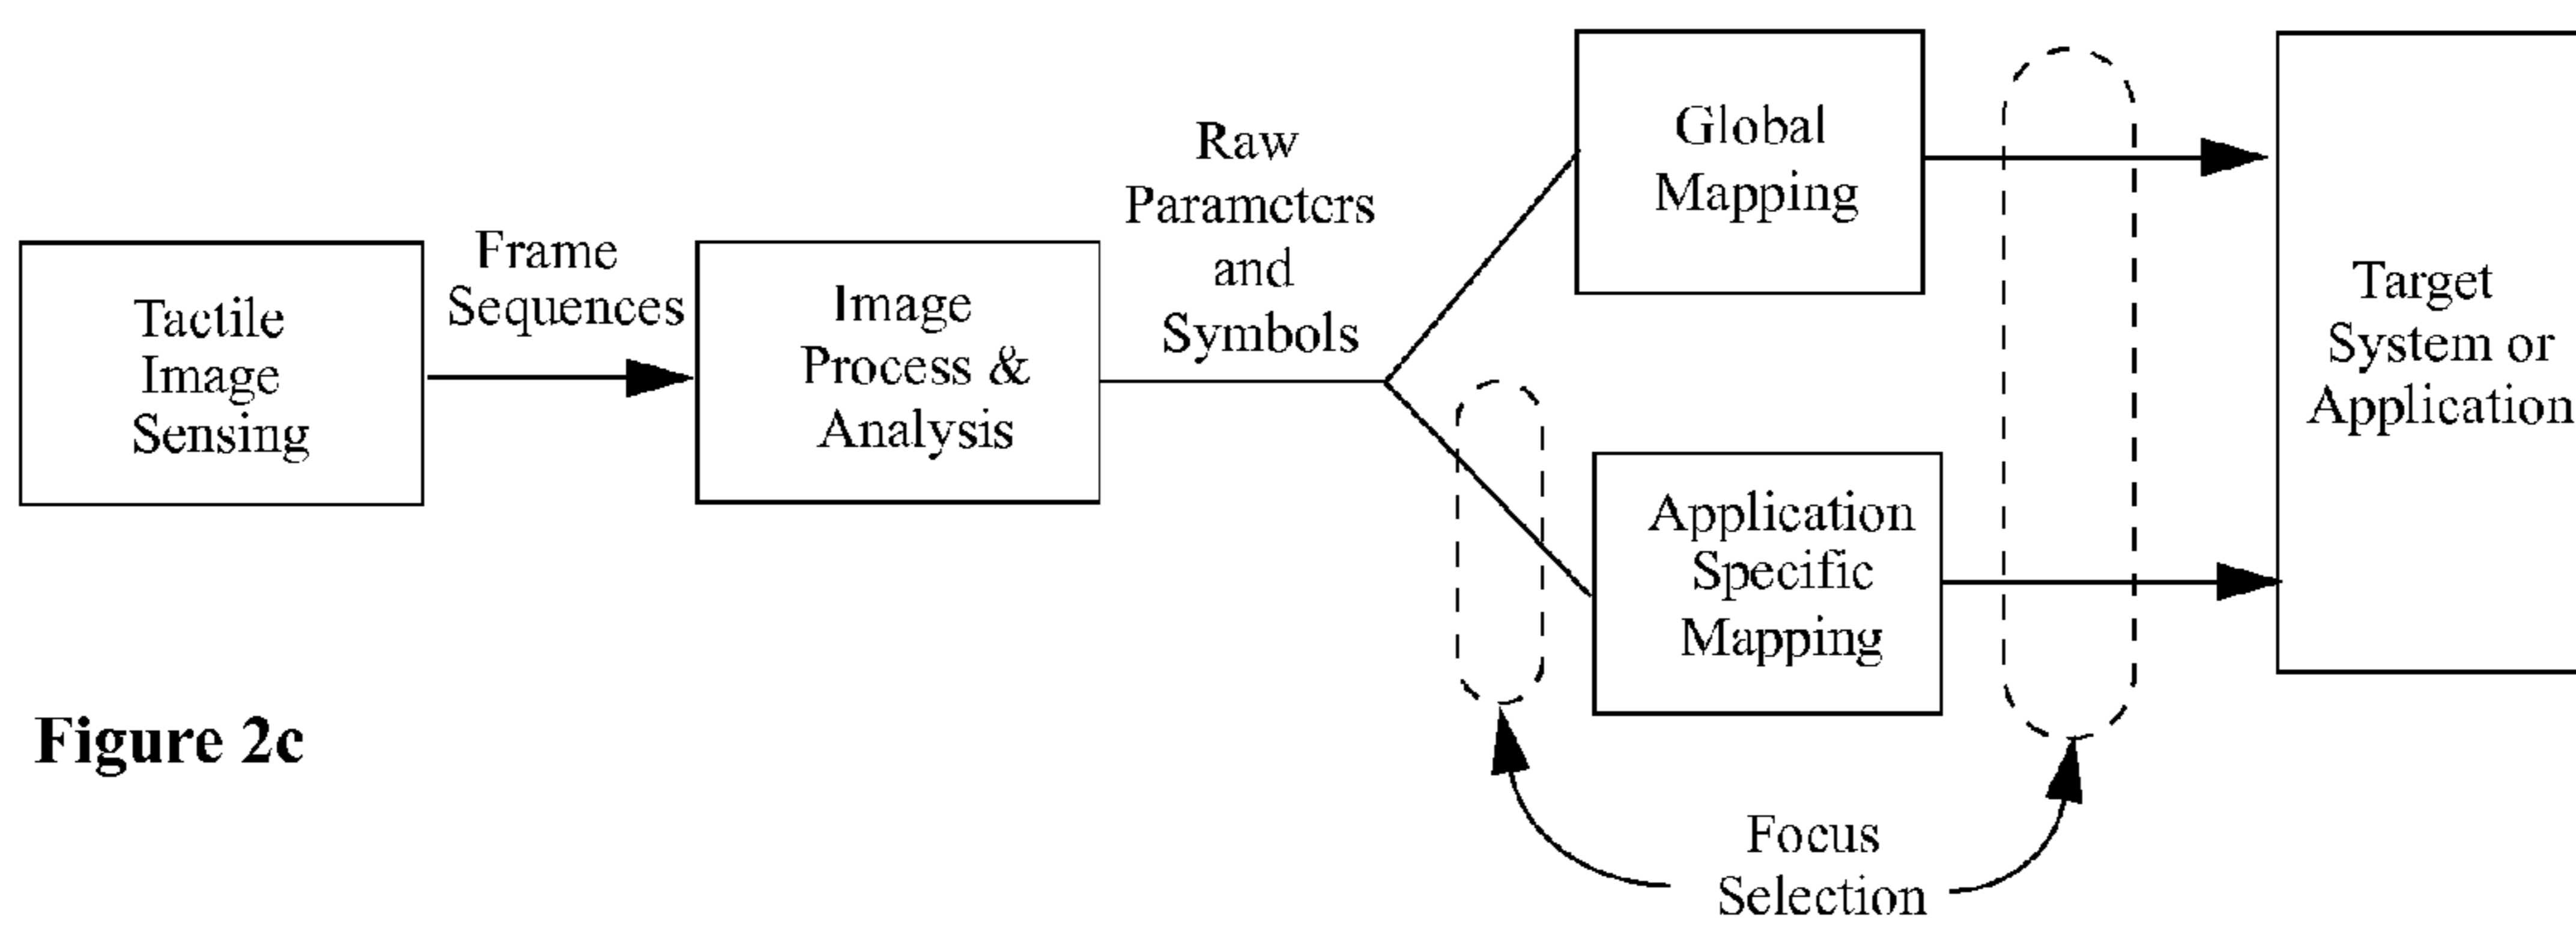 Tactile
Image
Sensing
Frame
Sequences
Image
Process &
Analysis
Raw
Parameters
and
Symbols
Global
Mapping
Application
Specific
Mapping
Target
System or
Application
Focus
Selection
Figure 2c